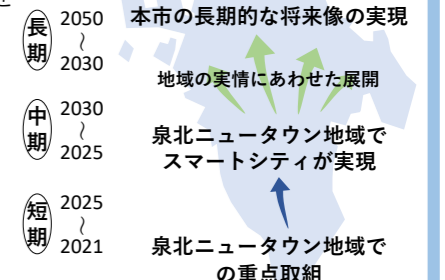 長期
2050
〜
2030
本市の長期的な将来像の実現
地域の実情にあわせた展開
中期
2030
〜
2025
泉北ニュータウン地域で
スマートシティが実現
短期
2025
〜
2021
泉北ニュータウン地域で
の重点取組